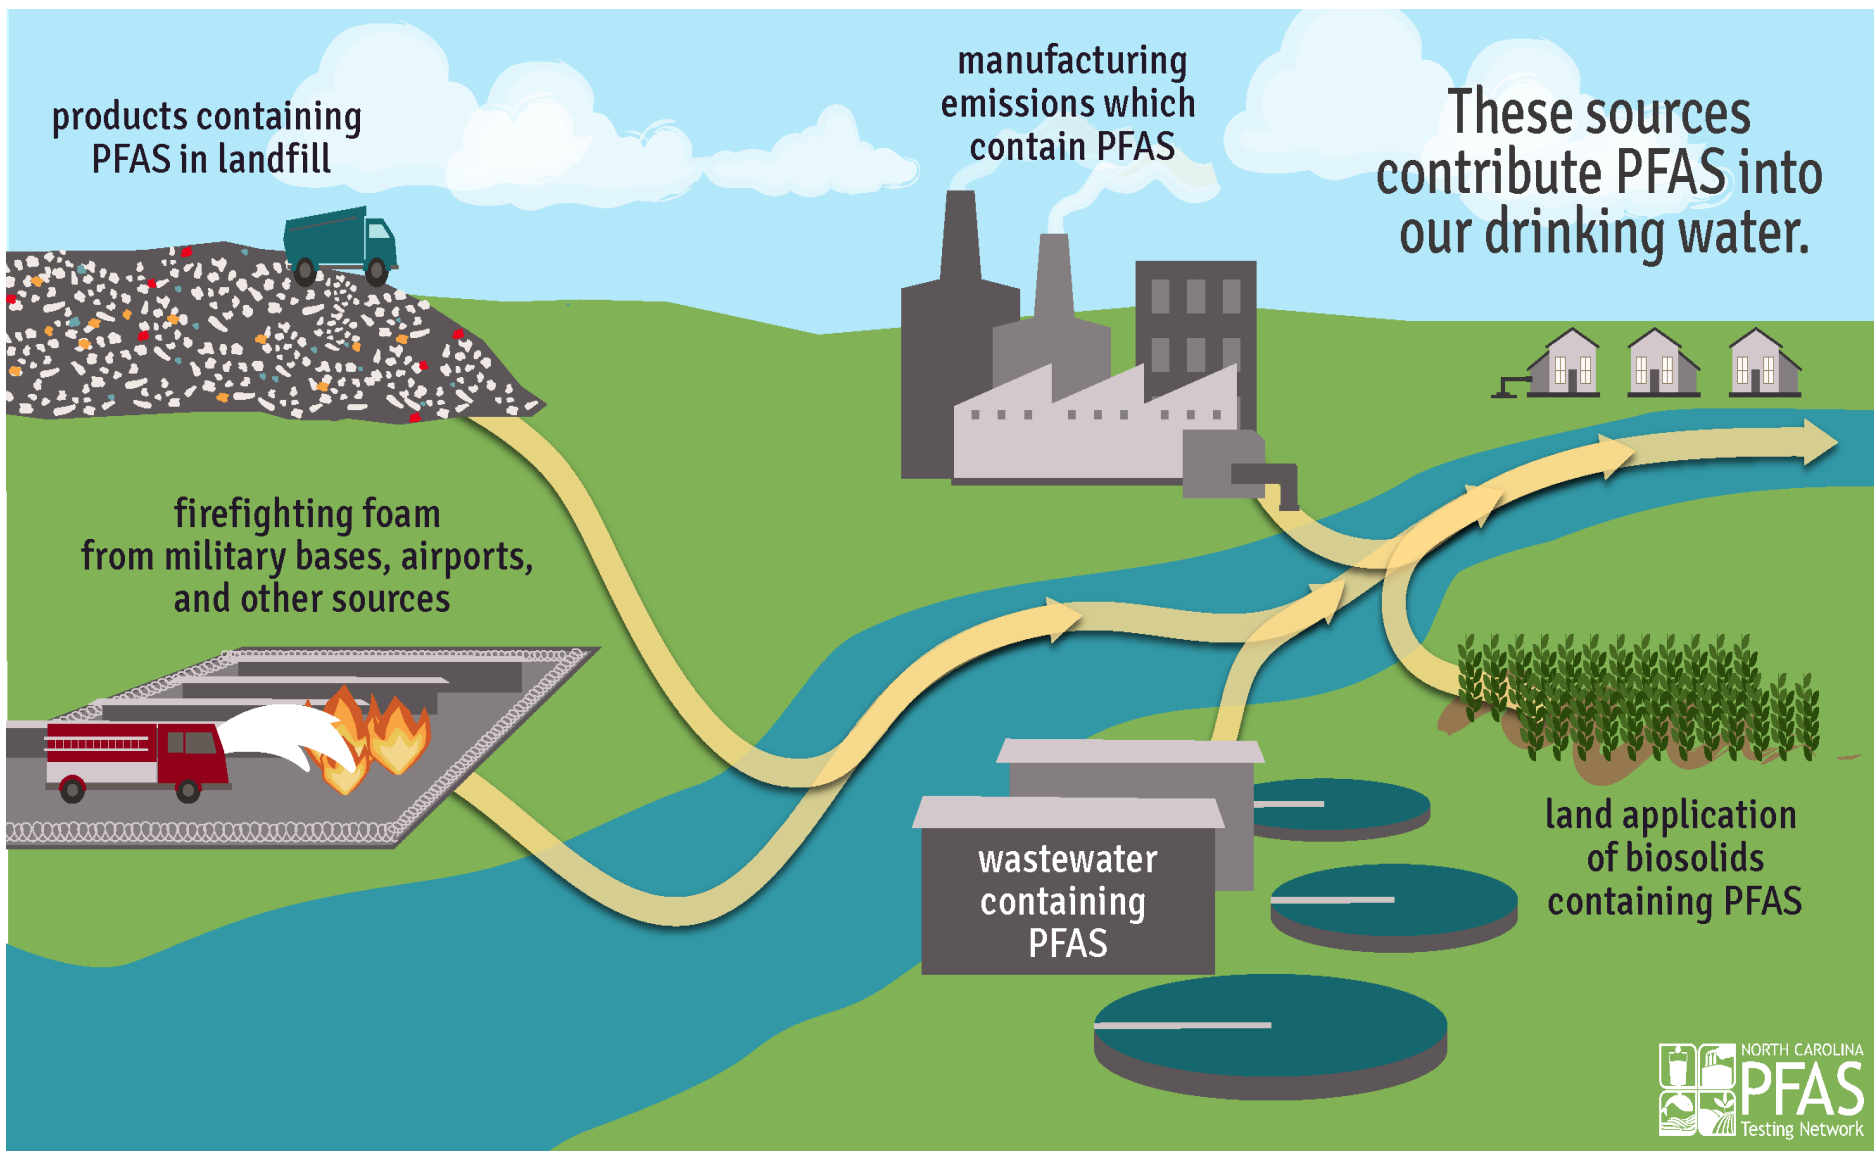 products containing
PFAS in landfill
manufacturing
emissions which
contain PFAS
These sources
contribute PFAS into
our drinking water.
firefighting foam
from military bases, airports,
and other sources
wastewater
containing
PFAS
land application
of biosolids
containing PFAS
NORTH CAROLINA
PFAS
Testing Network